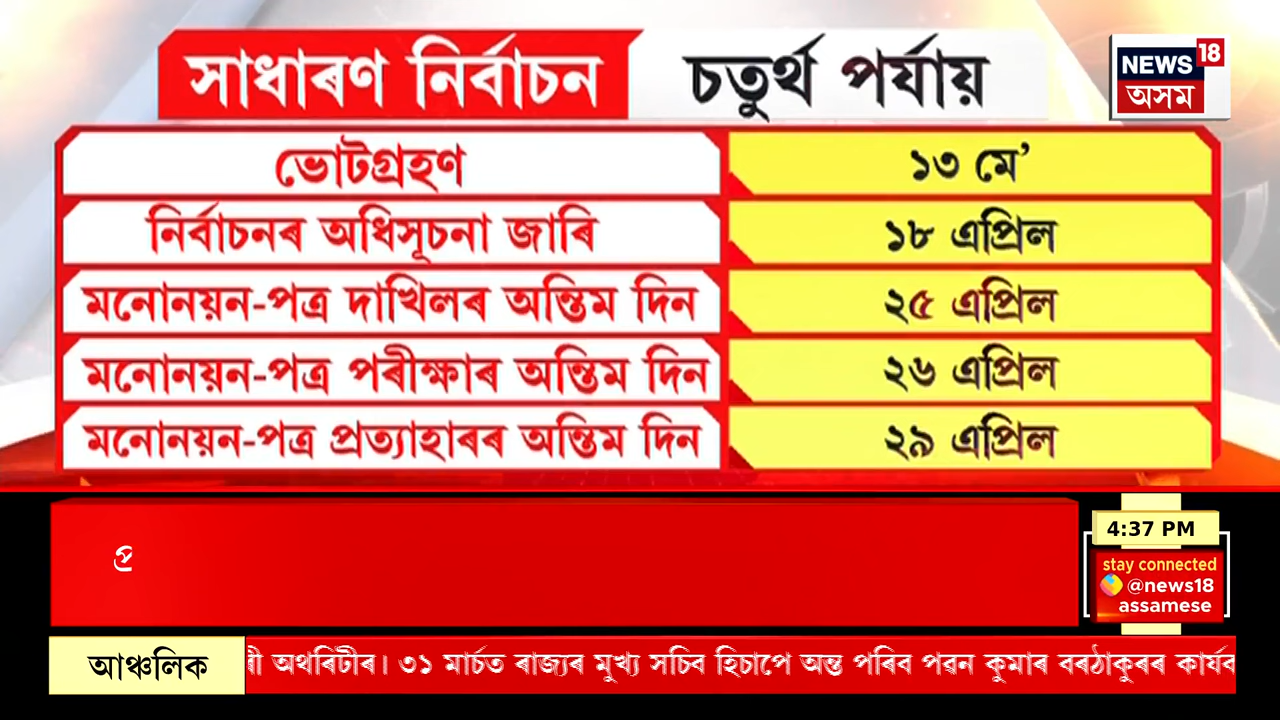 সাধাৰণ নিৰ্বাচন চতুৰ্থ পৰ্যায়
NEWS 18
অসম
ভোটগ্ৰহণ ১৩ মে’
নিৰ্বাচনৰ অধিসূচনা জাৰি ১৮ এপ্ৰিল
মনোনয়ন-পত্ৰ দাখিলৰ অন্তিম দিন ২৫ এপ্ৰিল
মনোনয়ন-পত্ৰ পৰীক্ষাৰ অন্তিম দিন ২৬ এপ্ৰিল
মনোনয়ন-পত্ৰ প্ৰত্যাহাৰৰ অন্তিম দিন ২৯ এপ্ৰিল
4:37 PM
stay connected
@news18
assamese
আঞ্চলিক অথৰিটীৰ। ৩১ মাৰ্চত ৰাজ্যৰ মুখ্য সচিব হিচাপে অন্ত পৰিব পৱন কুমাৰ বৰঠাকুৰৰ